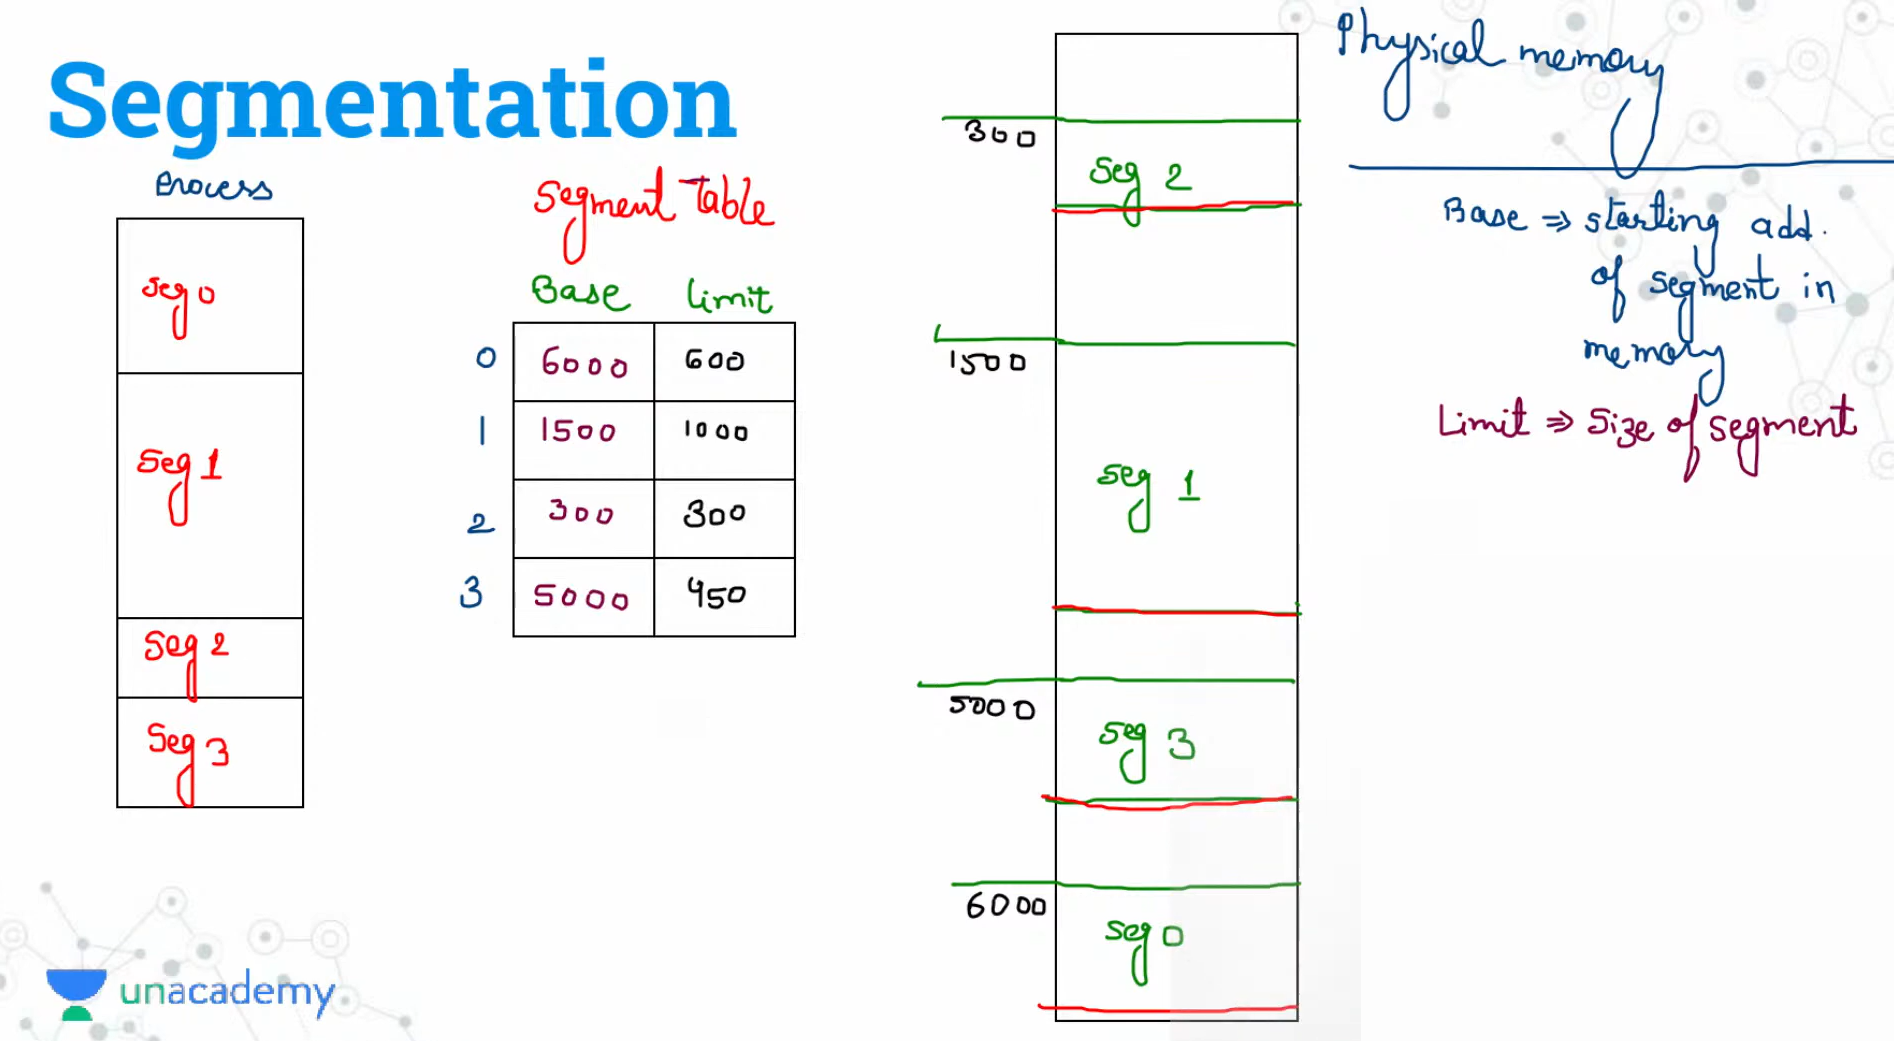 Segmentation
Process
Seg 0
Seg 1
Seg 2
Seg 3
Segment Table
Base Limit
0 6000 600
1 1500 1000
2 300 300
3 5000 450
300
Seg 2
1500
Seg 1
5000
Seg 3
6000
Seg 0
Physical memory
Base ⇒ starting add.
of segment in
memory
Limit ⇒ Size of segment
unacademy